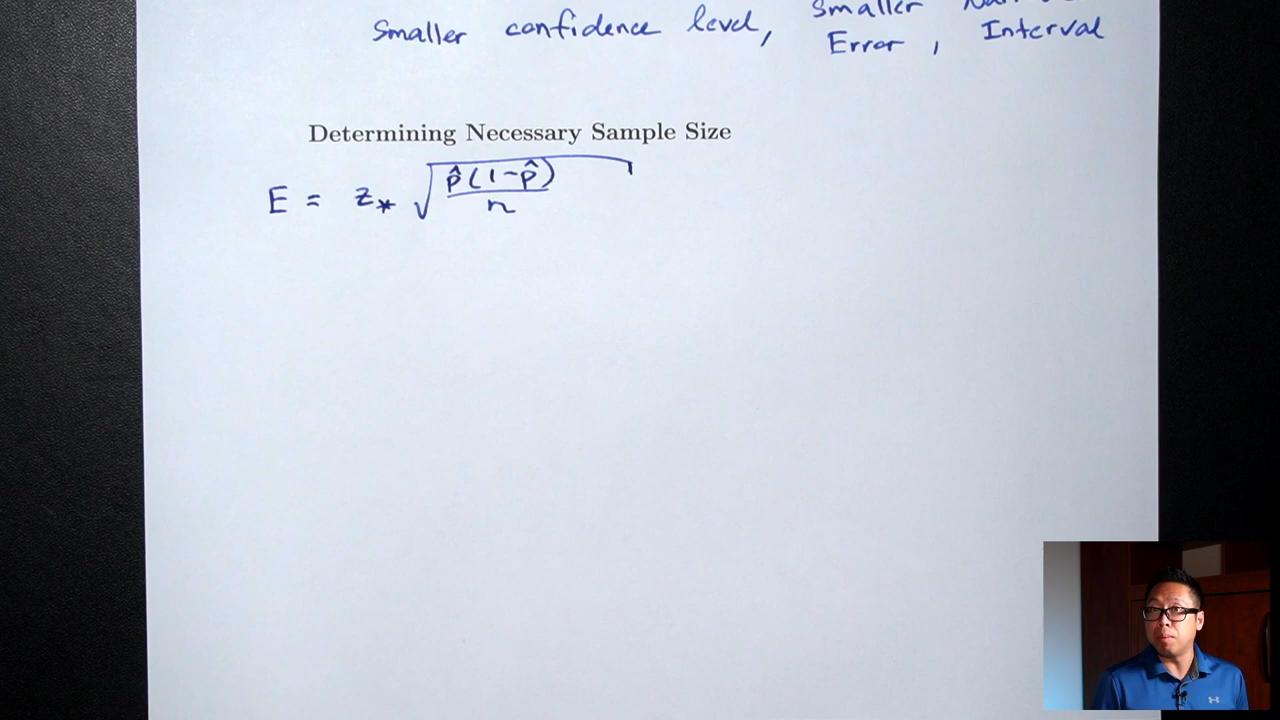 Smaller
Smaller confidence level, Error, Interval
Determining Necessary Sample Size
E = z* √(p̂(1-p̂)/n)